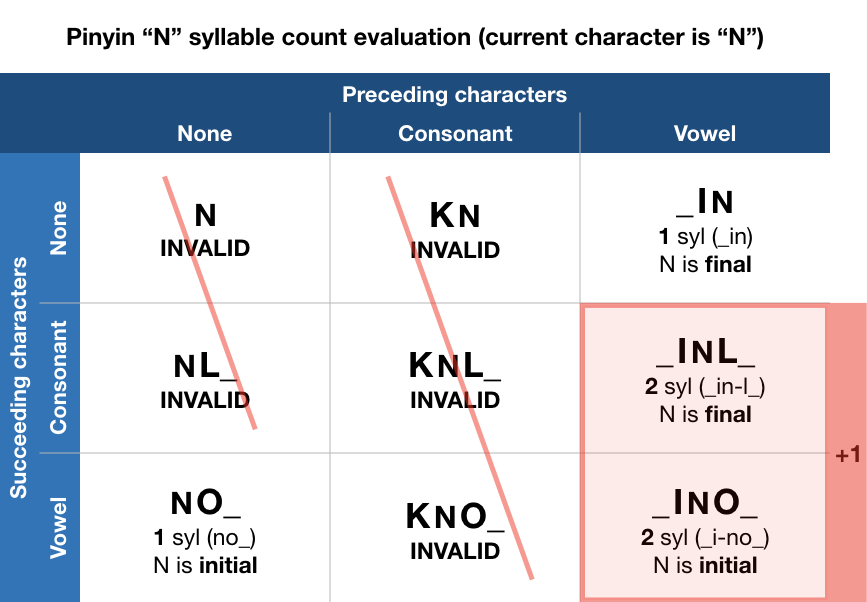 Pinyin “N” syllable count evaluation (current character is “N”)
Preceding characters
None
Consonant
Vowel
Succeeding characters
None
N
INVALID
KN
INVALID
_IN
1 syl (_in)
N is final
Consonant
NL_
INVALID
KNL_
INVALID
_INL_
2 syl (_in-l_)
N is final
Vowel
NO_
1 syl (no_)
N is initial
KNO_
INVALID
_INO_
2 syl (_i-no_)
N is initial
+1